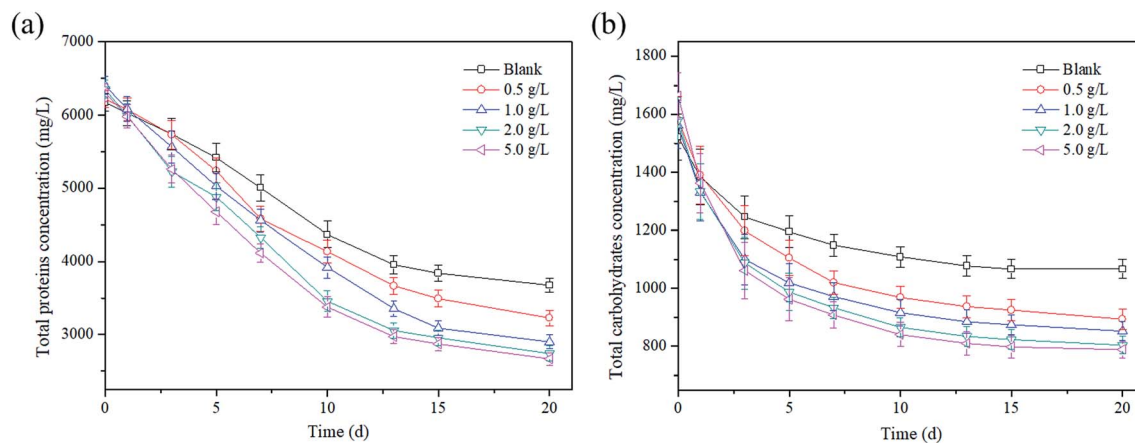 (a)
Total proteins concentration (mg/L)
7000
6000
5000
4000
3000
0
5
10
15
20
Time (d)
Blank
0.5 g/L
1.0 g/L
2.0 g/L
5.0 g/L
(b)
Total carbohydrates concentration (mg/L)
1800
1600
1400
1200
1000
800
0
5
10
15
20
Time (d)
Blank
0.5 g/L
1.0 g/L
2.0 g/L
5.0 g/L